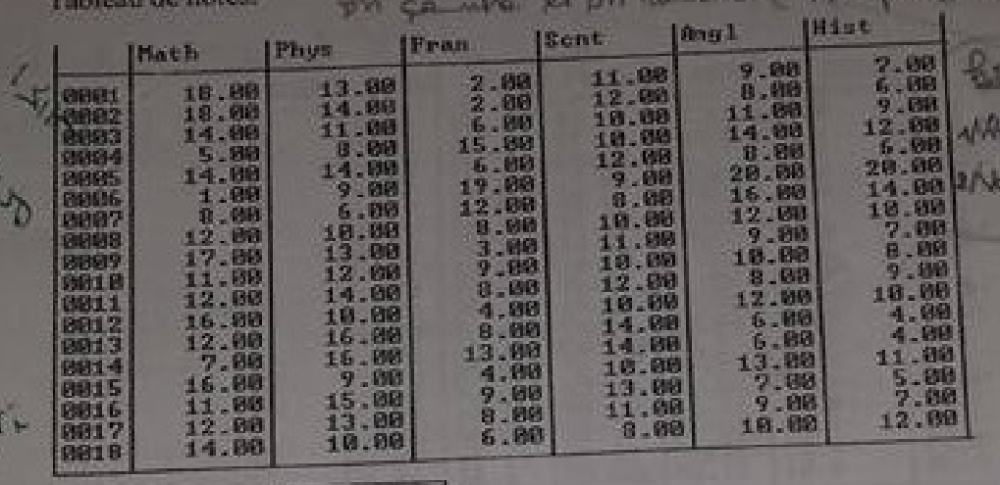 Tableau de notes.
Math Phys Fran Scnt Angl Hist
0001 18.00 13.00 2.00 11.00 9.00 7.00
0002 18.00 14.00 2.00 12.00 8.00 6.00
0003 14.00 11.00 6.00 10.00 11.00 9.00
0004 5.00 8.00 15.00 10.00 14.00 12.00
0005 14.00 14.00 6.00 12.00 8.00 6.00
0006 1.00 9.00 19.00 9.00 20.00 20.00
0007 8.00 6.00 12.00 8.00 16.00 14.00
0008 12.00 10.00 8.00 10.00 12.00 10.00
0009 17.00 13.00 3.00 11.00 9.00 7.00
0010 11.00 12.00 9.00 10.00 10.00 8.00
0011 12.00 14.00 8.00 12.00 8.00 9.00
0012 16.00 10.00 4.00 10.00 12.00 10.00
0013 12.00 16.00 8.00 14.00 6.00 4.00
0014 7.00 16.00 13.00 14.00 6.00 4.00
0015 16.00 9.00 4.00 10.00 13.00 11.00
0016 11.00 15.00 9.00 13.00 7.00 5.00
0017 12.00 13.00 8.00 11.00 9.00 7.00
0018 14.00 10.00 6.00 8.00 10.00 12.00